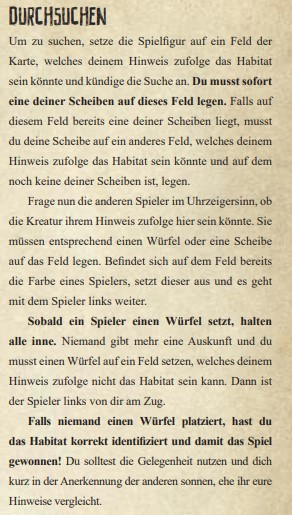 DURCHSUCHEN
Um zu suchen, setze die Spielfigur auf ein Feld der
Karte, welches deinem Hinweis zufolge das Habitat
sein könnte und kündige die Suche an. Du musst sofort
eine deiner Scheiben auf dieses Feld legen. Falls auf
diesem Feld bereits eine deiner Scheiben liegt, musst
du deine Scheibe auf ein anderes Feld, welches deinem
Hinweis zufolge das Habitat sein könnte und auf dem
noch keine deiner Scheiben ist, legen.
Frage nun die anderen Spieler im Uhrzeigersinn, ob
die Kreatur ihrem Hinweis zufolge hier sein könnte. Sie
müssen entsprechend einen Würfel oder eine Scheibe
auf das Feld legen. Befindet sich auf dem Feld bereits
die Farbe eines Spielers, setzt dieser aus und es geht
mit dem Spieler links weiter.
Sobald ein Spieler einen Würfel setzt, halten
alle inne. Niemand gibt mehr eine Auskunft und du
musst einen Würfel auf ein Feld setzen, welches deinem
Hinweis zufolge nicht das Habitat sein kann. Dann ist
der Spieler links von dir am Zug.
Falls niemand einen Würfel platziert, hast du
das Habitat korrekt identifiziert und damit das Spiel
gewonnen! Du solltest die Gelegenheit nutzen und dich
kurz in der Anerkennung der anderen sonnen, ehe ihr eure
Hinweise vergleicht.